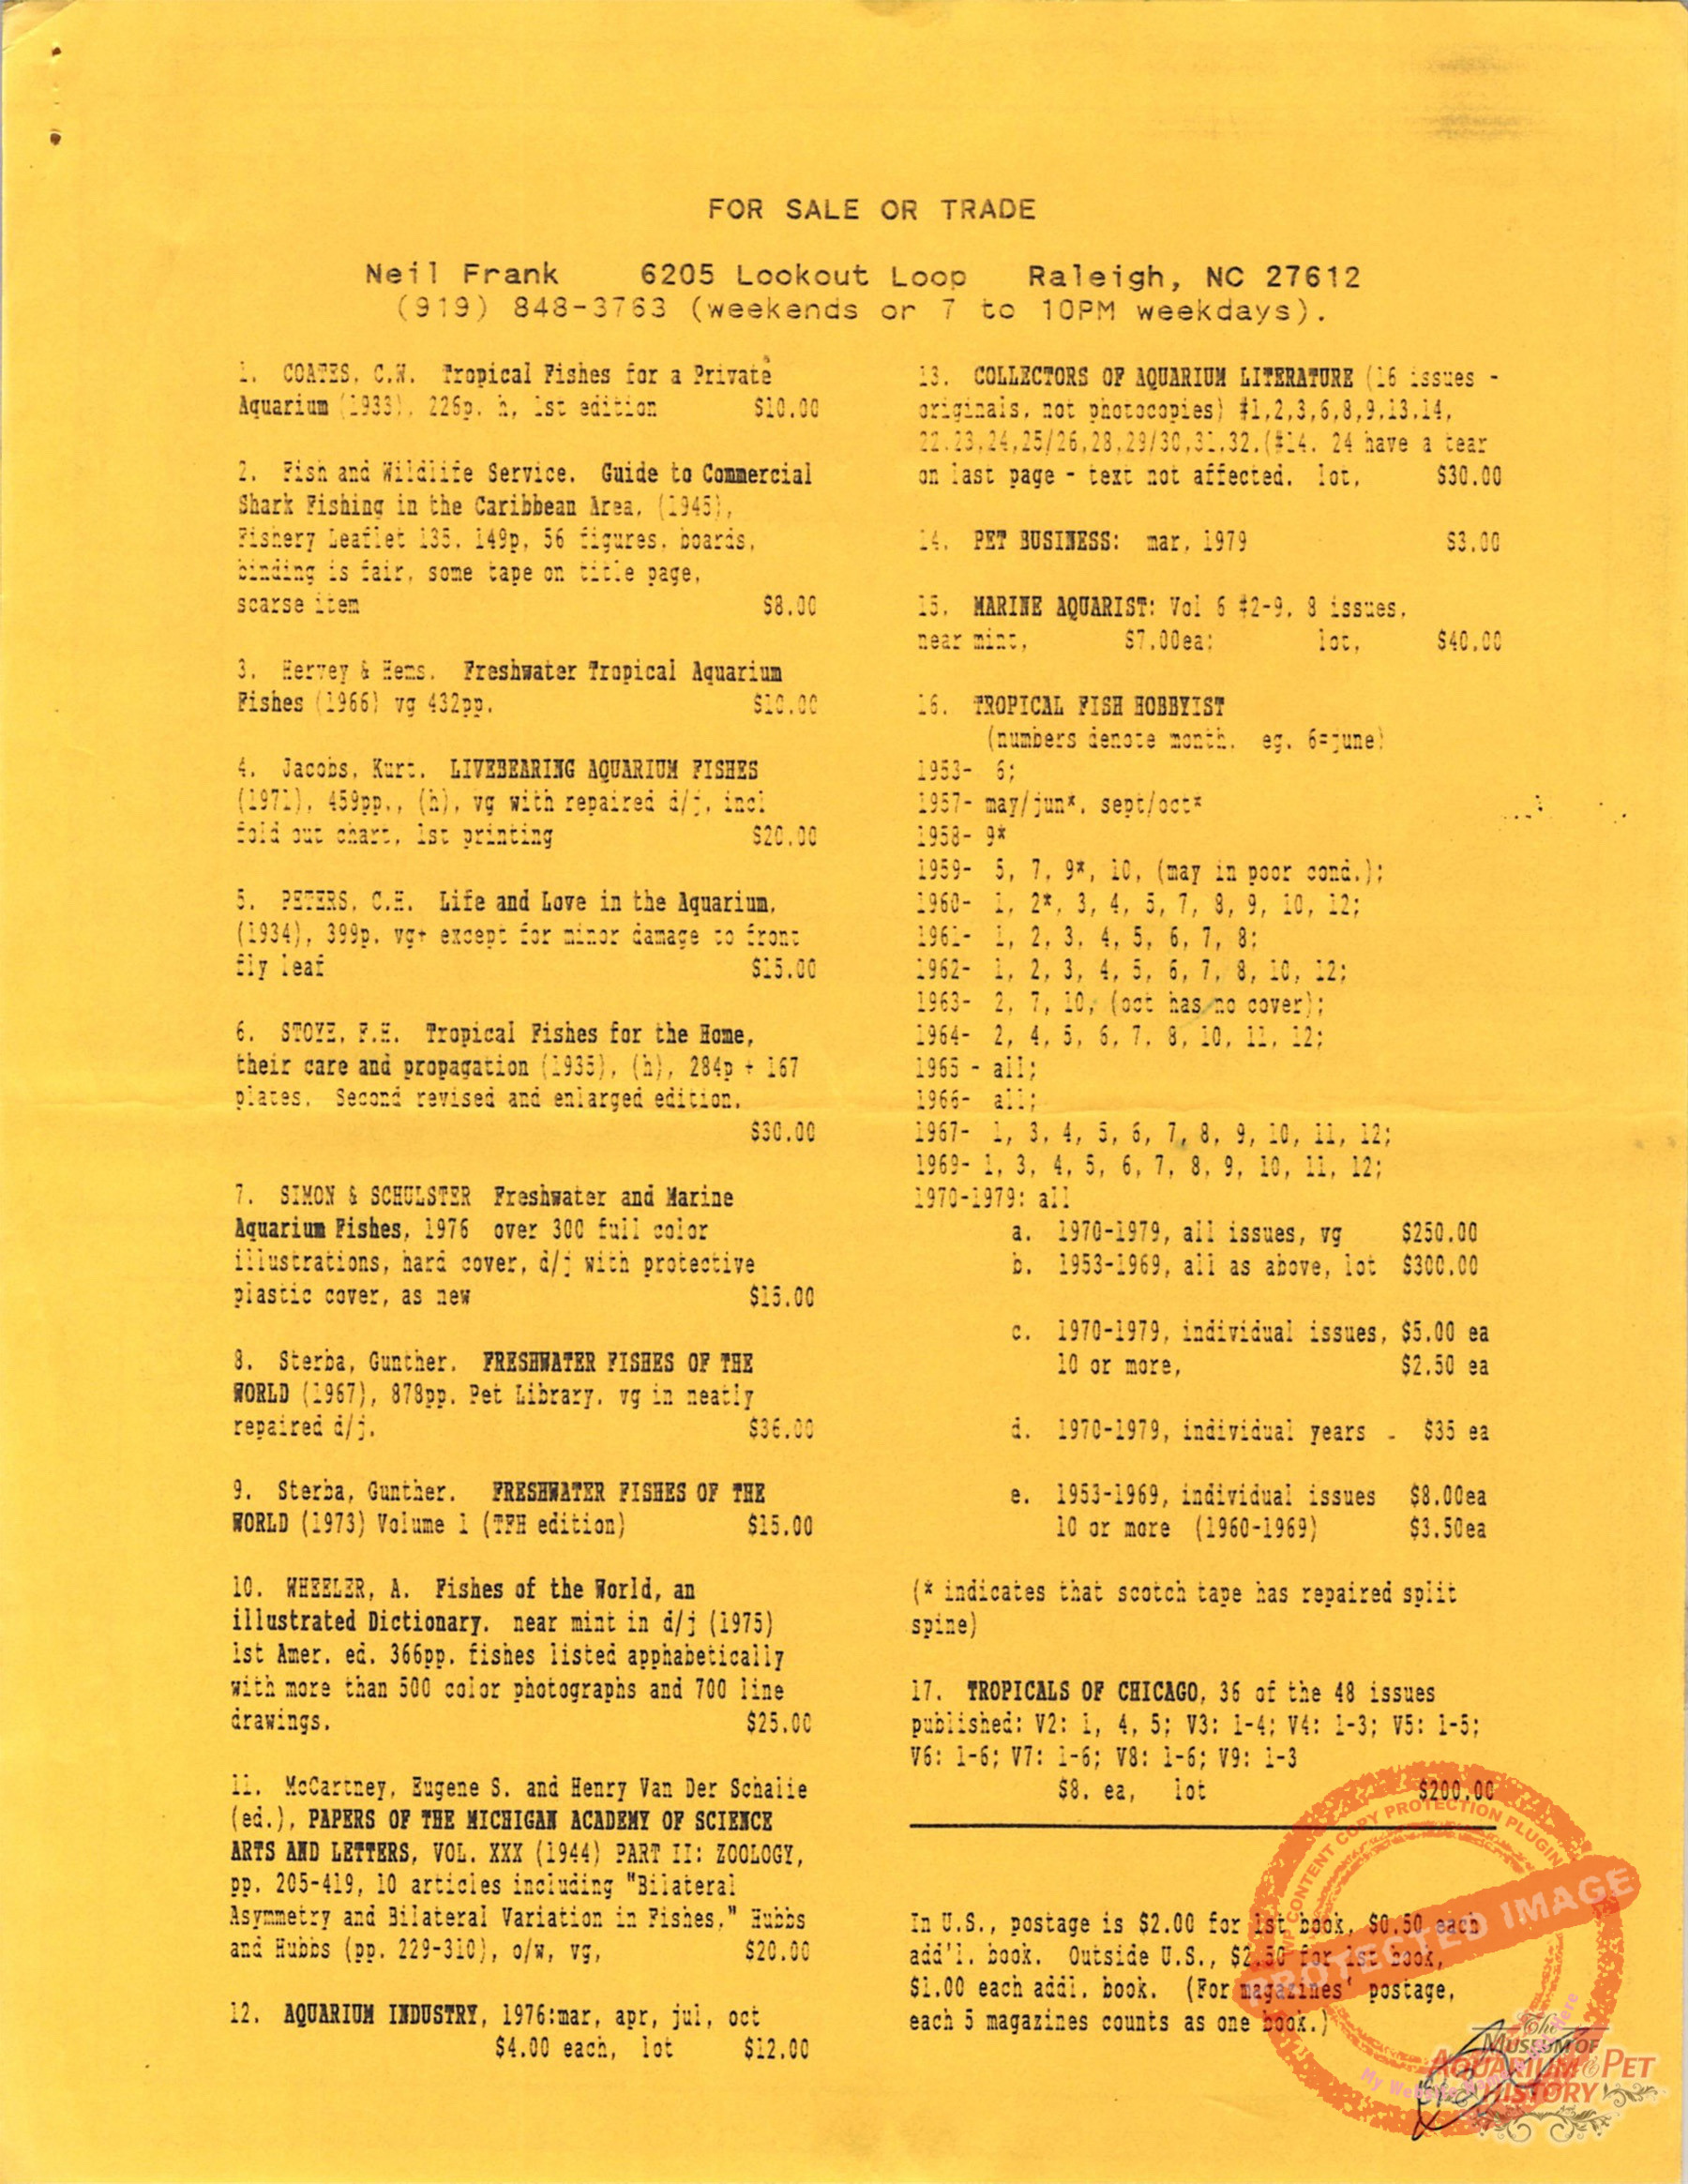 FOR SALE OR TRADE
Neil Frank 6205 Lookout Loop Raleigh, NC 27612
(919) 848-3763 (weekends or 7 to 10PM weekdays).
1. COATES, C.W. Tropical Fishes for a Private
Aquarium (1933), 226p. h, 1st edition $10.00
2. Fish and Wildlife Service. Guide to Commercial
Shark Fishing in the Caribbean Area, (1945),
Fishery Leaflet 135, 149p, 56 figures, boards,
binding is fair, some tape on title page,
scarse item $8.00
3. Hervey & Hems. Freshwater Tropical Aquarium
Fishes (1966) vg 432pp. $10.00
4. Jacobs, Kurt. LIVEBEARING AQUARIUM FISHES
(1971), 459pp., (h), vg with repaired d/j, incl
fold out chart, 1st printing $20.00
5. PETERS, C.H. Life and Love in the Aquarium,
(1934), 399p. vg+ except for minor damage to front
fly leaf $15.00
6. STOYE, F.H. Tropical Fishes for the Home,
their care and propagation (1935), (h), 284p + 167
plates. Second revised and enlarged edition.
$30.00
7. SIMON & SCHULSTER Freshwater and Marine
Aquarium Fishes, 1976 over 300 full color
illustrations, hard cover, d/j with protective
plastic cover, as new $15.00
8. Sterba, Gunther. FRESHWATER FISHES OF THE
WORLD (1967), 878pp. Pet Library. vg in neatly
repaired d/j. $36.00
9. Sterba, Gunther. FRESHWATER FISHES OF THE
WORLD (1973) Volume 1 (TFH edition) $15.00
10. WHEELER, A. Fishes of the World, an
illustrated Dictionary. near mint in d/j (1975)
1st Amer. ed. 366pp. fishes listed apphabetically
with more than 500 color photographs and 700 line
drawings. $25.00
11. McCartney, Eugene S. and Henry Van Der Schalie
(ed.), PAPERS OF THE MICHIGAN ACADEMY OF SCIENCE
ARTS AND LETTERS, VOL. XXX (1944) PART II: ZOOLOGY,
pp. 205-419, 10 articles including "Bilateral
Asymmetry and Bilateral Variation in Fishes," Hubbs
and Hubbs (pp. 229-310), o/w, vg, $20.00
12. AQUARIUM INDUSTRY, 1976:mar, apr, jul, oct
$4.00 each, lot $12.00
13. COLLECTORS OF AQUARIUM LITERATURE (16 issues -
originals, not photocopies) #1,2,3,6,8,9,13,14,
22,23,24,25/26,28,29/30,31,32.(#14, 24 have a tear
on last page - text not affected. lot, $30.00
14. PET BUSINESS: mar, 1979 $3.00
15. MARINE AQUARIST: Vol 6 #2-9, 8 issues,
near mint, $7.00ea; lot, $40.00
16. TROPICAL FISH HOBBYIST
(numbers denote month. eg. 6=june)
1953- 6;
1957- may/jun*, sept/oct*
1958- 9*
1959- 5, 7, 9*, 10, (may in poor cond.);
1960- 1, 2*, 3, 4, 5, 7, 8, 9, 10, 12;
1961- 1, 2, 3, 4, 5, 6, 7, 8;
1962- 1, 2, 3, 4, 5, 6, 7, 8, 10, 12;
1963- 2, 7, 10, (oct has no cover);
1964- 2, 4, 5, 6, 7, 8, 10, 11, 12;
1965 - all;
1966- all;
1967- 1, 3, 4, 5, 6, 7, 8, 9, 10, 11, 12;
1969- 1, 3, 4, 5, 6, 7, 8, 9, 10, 11, 12;
1970-1979: all
a. 1970-1979, all issues, vg $250.00
b. 1953-1969, all as above, lot $300.00
c. 1970-1979, individual issues, $5.00 ea
10 or more, $2.50 ea
d. 1970-1979, individual years - $35 ea
e. 1953-1969, individual issues $8.00ea
10 or more (1960-1969) $3.50ea
(* indicates that scotch tape has repaired split
spine)
17. TROPICALS OF CHICAGO, 36 of the 48 issues
published: V2: 1, 4, 5; V3: 1-4; V4: 1-3; V5: 1-5;
V6: 1-6; V7: 1-6; V8: 1-6; V9: 1-3
$8. ea, lot $200.00
In U.S., postage is $2.00 for 1st book, $0.50 each
add'l. book. Outside U.S., $2.50 for 1st book,
$1.00 each addl. book. (For magazines' postage,
each 5 magazines counts as one book.)
WP CONTENT COPY PROTECTION PLUGIN
PROTECTED IMAGE
The
MUSEUM OF
AQUARIUM & PET
HISTORY